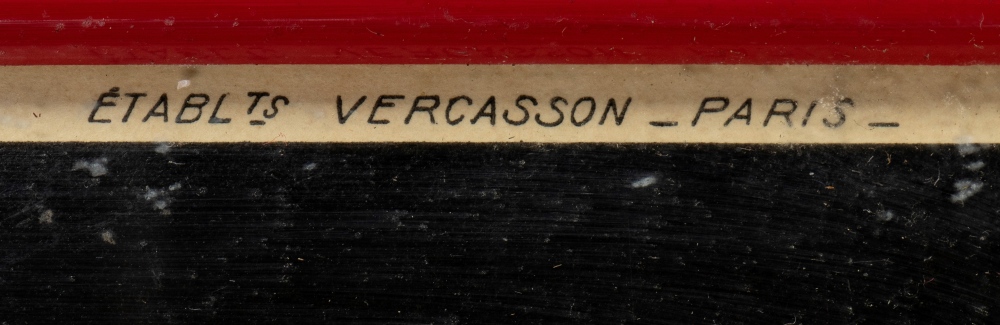 ÉTABLTS VERCASSON _ PARIS _